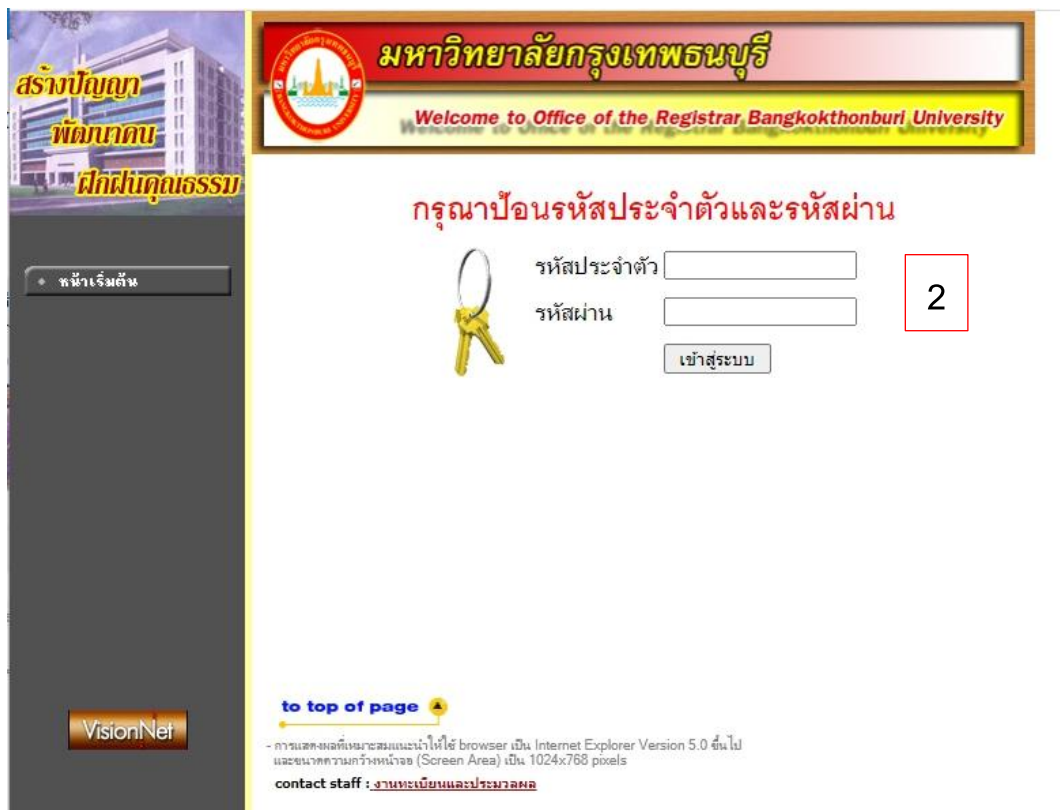 สร้างปัญญา
พัฒนาคน
ฝึกฝนคุณธรรม
มหาวิทยาลัยกรุงเทพธนบุรี
Welcome to Office of the Registrar Bangkokthonburi University
กรุณาป้อนรหัสประจำตัวและรหัสผ่าน
หน้าเริ่มต้น
รหัสประจำตัว
รหัสผ่าน
2
เข้าสู่ระบบ
to top of page
VisionNet
- การแสดงผลที่เหมาะสมแนะนำให้ใช้ browser เป็น Internet Explorer Version 5.0 ขึ้นไป
และขนาดความกว้างหน้าจอ (Screen Area) เป็น 1024x768 pixels
contact staff : งานทะเบียนและประมวลผล